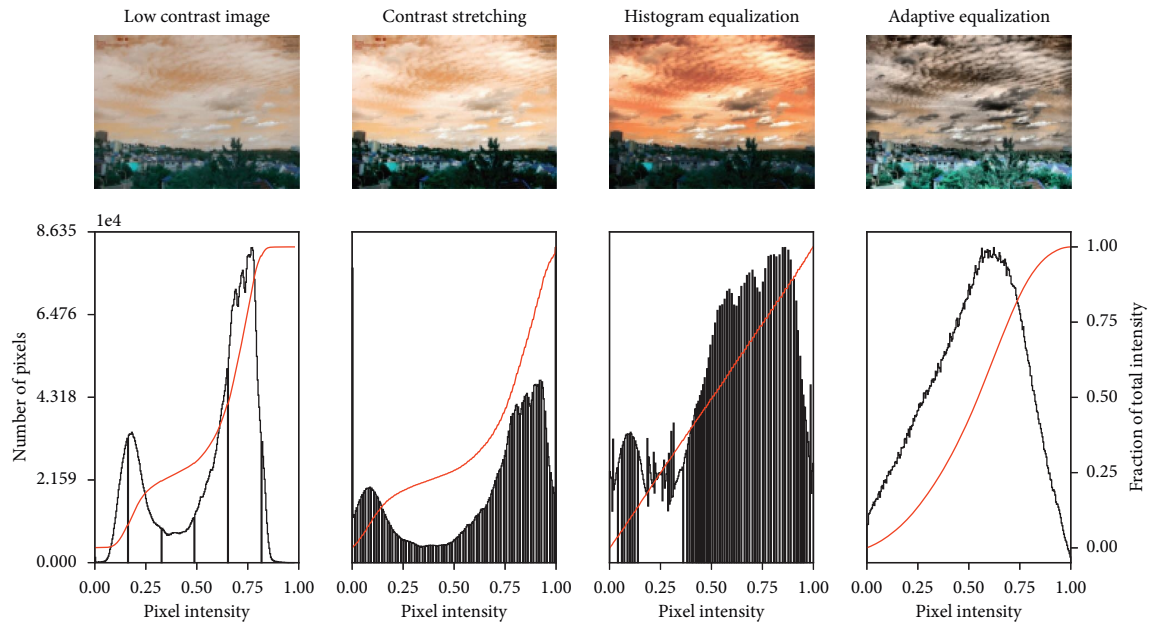 Low contrast image
Contrast stretching
Histogram equalization
Adaptive equalization
1e4
8.635
6.476
4.318
2.159
0.000
Number of pixels
0.00 0.25 0.50 0.75 1.00
Pixel intensity
0.00 0.25 0.50 0.75 1.00
Pixel intensity
0.00 0.25 0.50 0.75 1.00
Pixel intensity
0.00 0.25 0.50 0.75 1.00
Pixel intensity
1.00
0.75
0.50
0.25
0.00
Fraction of total intensity